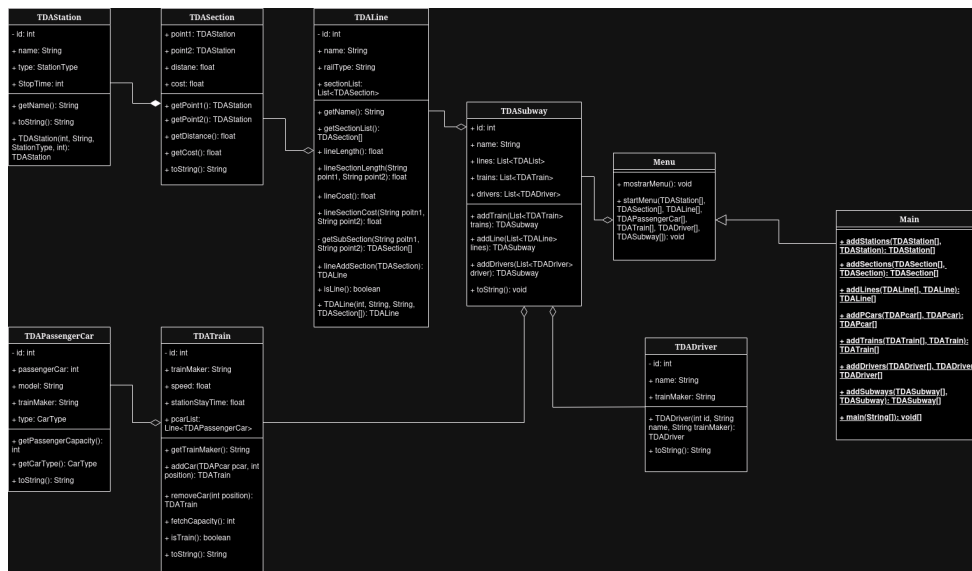 TDAStation
- id: int
+ name: String
+ type: StationType
+ StopTime: int
+ getName(): String
+ toString(): String
+ TDAStation(int, String,
StationType, int):
TDAStation
TDASection
+ point1: TDAStation
+ point2: TDAStation
+ distane: float
+ cost: float
+ getPoint1(): TDAStation
+ getPoint2(): TDAStation
+ getDistance(): float
+ getCost(): float
+ toString(): String
TDALine
- id: int
+ name: String
+ railType: String
+ sectionList:
List<TDASection>
+ getName(): String
+ getSectionList():
TDASection[]
+ lineLength(): float
+ lineSectionLength(String
point1, String point2): float
+ lineCost(): float
+ lineSectionCost(String poitn1,
String point2): float
- getSubSection(String poitn1,
String point2): TDASection[]
+ lineAddSection(TDASection):
TDALine
+ isLine(): boolean
+ TDALine(int, String, String,
TDASection[]): TDALine
TDASubway
+ id: int
+ name: String
+ lines: List<TDAList>
+ trains: List<TDATrain>
+ drivers: List<TDADriver>
+ addTrain(List<TDATrain>
trains): TDASubway
+ addLine(List<TDALine>
lines): TDASubway
+ addDrivers(List<TDADriver>
driver): TDASubway
+ toString(): void
Menu
+ mostrarMenu(): void
+ startMenu(TDAStation[],
TDASection[], TDALine[],
TDAPassengerCar[],
TDATrain[], TDADriver[],
TDASubway[]): void
Main
+ addStations(TDAStation[],
TDAStation): TDAStation[]
+ addSections(TDASection[],
TDASection): TDASection[]
+ addLines(TDALine[], TDALine):
TDALine[]
+ addPCars(TDAPcar[], TDAPcar):
TDAPcar[]
+ addTrains(TDATrain[], TDATrain):
TDATrain[]
+ addDrivers(TDADriver[], TDADriver
TDADriver[]
+ addSubways(TDASubway[],
TDASubway): TDASubway[]
+ main(String[]): void[]
TDAPassengerCar
- id: int
+ passengerCar: int
+ model: String
+ trainMaker: String
+ type: CarType
+ getPassengerCapacity():
int
+ getCarType(): CarType
+ toString(): String
TDATrain
- id: int
+ trainMaker: String
+ speed: float
+ stationStayTime: float
+ pcarList:
Line<TDAPassengerCar>
+ getTrainMaker(): String
+ addCar(TDAPcar pcar, int
position): TDATrain
+ removeCar(int position):
TDATrain
+ fetchCapacity(): int
+ isTrain(): boolean
+ toString(): String
TDADriver
- id: int
+ name: String
+ trainMaker: String
+ TDADriver(int id, String
name, String trainMaker):
TDADriver
+ toString(): String